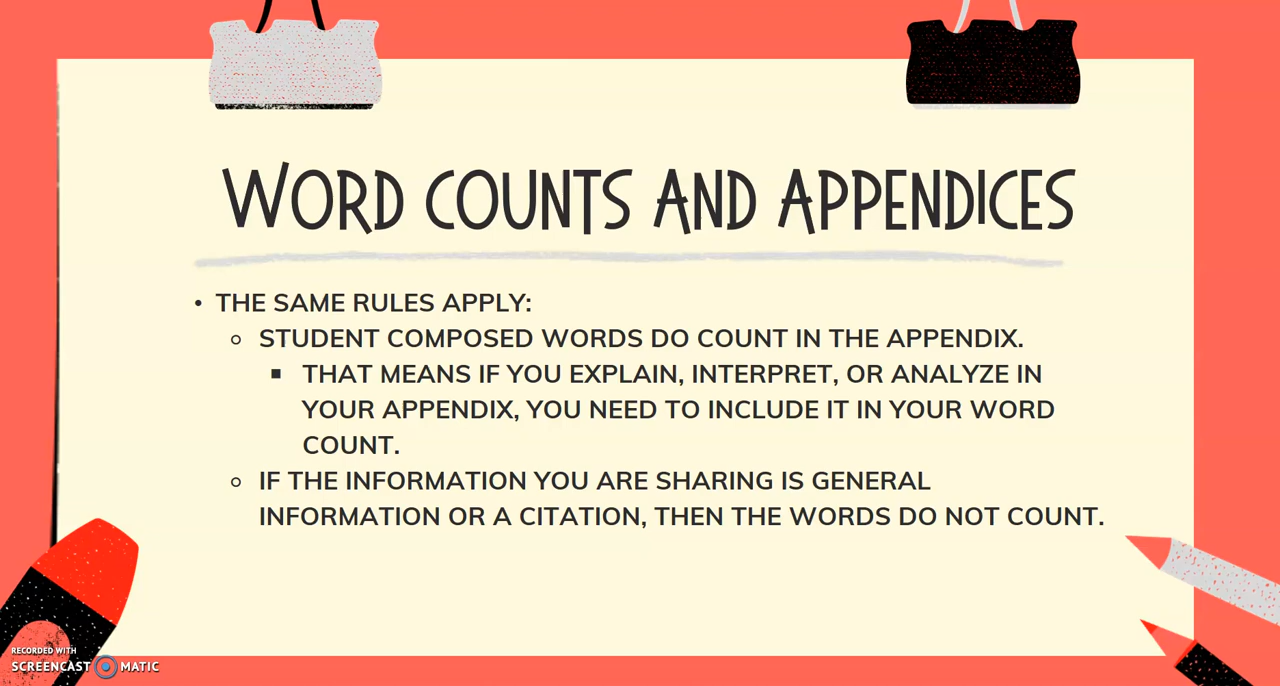 WORD COUNTS AND APPENDICES
• THE SAME RULES APPLY:
○ STUDENT COMPOSED WORDS DO COUNT IN THE APPENDIX.
■ THAT MEANS IF YOU EXPLAIN, INTERPRET, OR ANALYZE IN
YOUR APPENDIX, YOU NEED TO INCLUDE IT IN YOUR WORD
COUNT.
○ IF THE INFORMATION YOU ARE SHARING IS GENERAL
INFORMATION OR A CITATION, THEN THE WORDS DO NOT COUNT.
RECORDED WITH
SCREENCAST MATIC